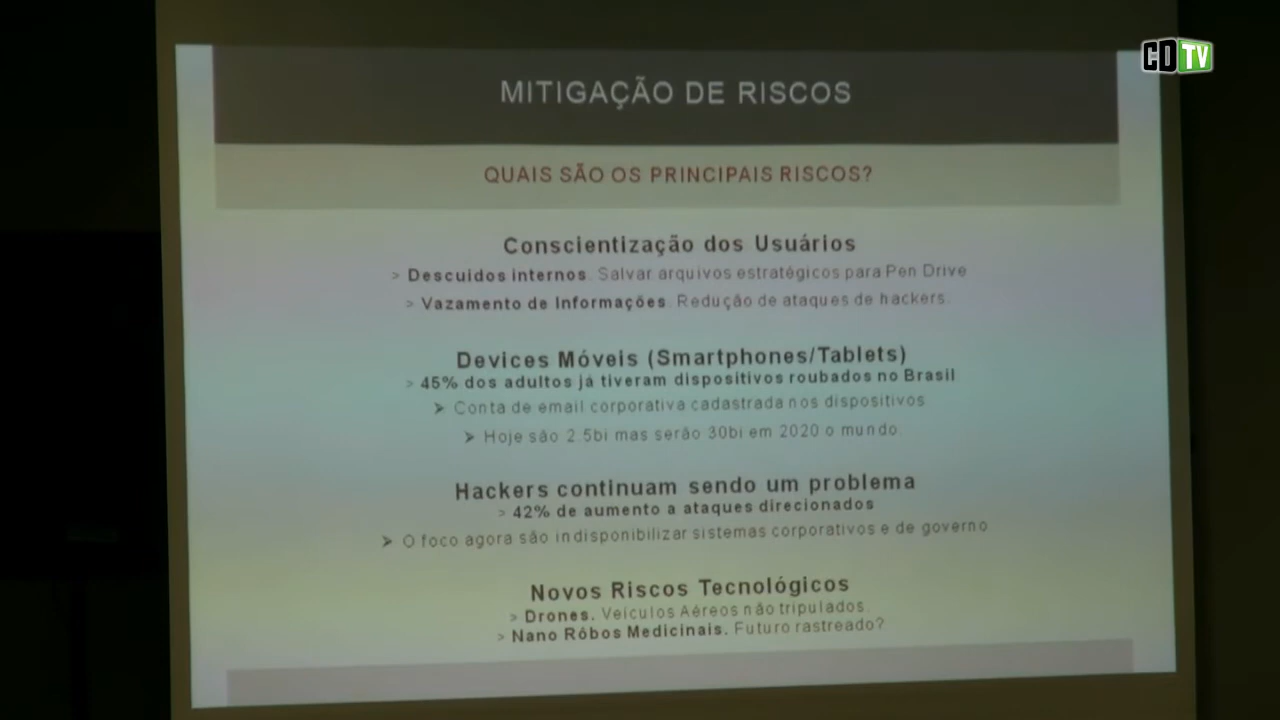 CDTV
MITIGAÇÃO DE RISCOS
QUAIS SÃO OS PRINCIPAIS RISCOS?
Conscientização dos Usuários
> Descuidos internos. Salvar arquivos estratégicos para Pen Drive
> Vazamento de Informações. Redução de ataques de hackers.
Devices Móveis (Smartphones/Tablets)
> 45% dos adultos já tiveram dispositivos roubados no Brasil
➤ Conta de email corporativa cadastrada nos dispositivos
➤ Hoje são 2.5bi mas serão 30bi em 2020 o mundo.
Hackers continuam sendo um problema
> 42% de aumento a ataques direcionados
➤ O foco agora são indisponibilizar sistemas corporativos e de governo
Novos Riscos Tecnológicos
> Drones. Veículos Aéreos não tripulados.
> Nano Róbos Medicinais. Futuro rastreado?